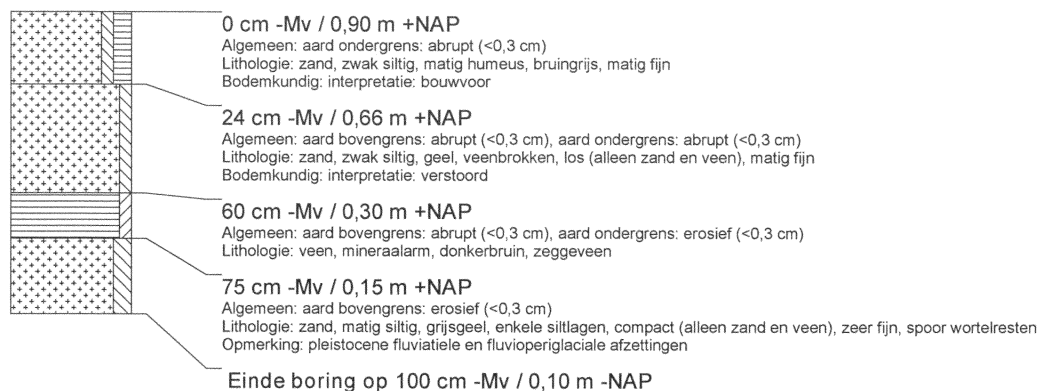 0 cm -Mv / 0,90 m +NAP
Algemeen: aard ondergrens: abrupt (<0,3 cm)
Lithologie: zand, zwak siltig, matig humeus, bruingrijs, matig fijn
Bodemkundig: interpretatie: bouwvoor
24 cm -Mv / 0,66 m +NAP
Algemeen: aard bovengrens: abrupt (<0,3 cm), aard ondergrens: abrupt (<0,3 cm)
Lithologie: zand, zwak siltig, geel, veenbrokken, los (alleen zand en veen), matig fijn
Bodemkundig: interpretatie: verstoord
60 cm -Mv / 0,30 m +NAP
Algemeen: aard bovengrens: abrupt (<0,3 cm), aard ondergrens: erosief (<0,3 cm)
Lithologie: veen, mineraalarm, donkerbruin, zeggeveen
75 cm -Mv / 0,15 m +NAP
Algemeen: aard bovengrens: erosief (<0,3 cm)
Lithologie: zand, matig siltig, grijsgeel, enkele siltlagen, compact (alleen zand en veen), zeer fijn, spoor wortelresten
Opmerking: pleistocene fluviatiele en fluvioperiglaciale afzettingen
Einde boring op 100 cm -Mv / 0,10 m -NAP